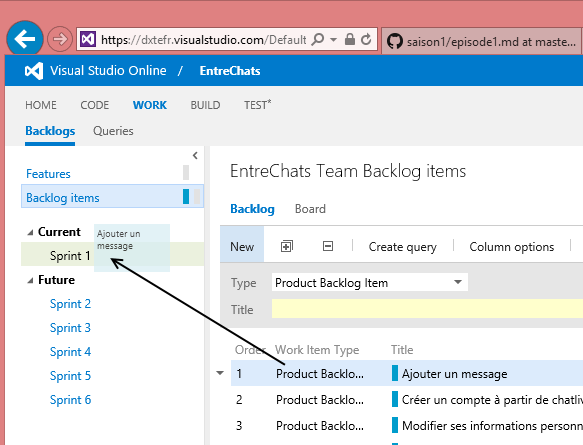 https://dxtefr.visualstudio.com/Default
saison1/episode1.md at maste...
Visual Studio Online / EntreChats
HOME CODE WORK BUILD TEST*
Backlogs Queries
Features
Backlog items
Current
Sprint 1
Ajouter un
message
Future
Sprint 2
Sprint 3
Sprint 4
Sprint 5
Sprint 6
EntreChats Team Backlog items
Backlog Board
New Create query Column options
Type Product Backlog Item
Title
Order Work Item Type Title
1 Product Backlo... Ajouter un message
2 Product Backlo... Créer un compte à partir de chatliv
3 Product Backlo... Modifier ses informations personn